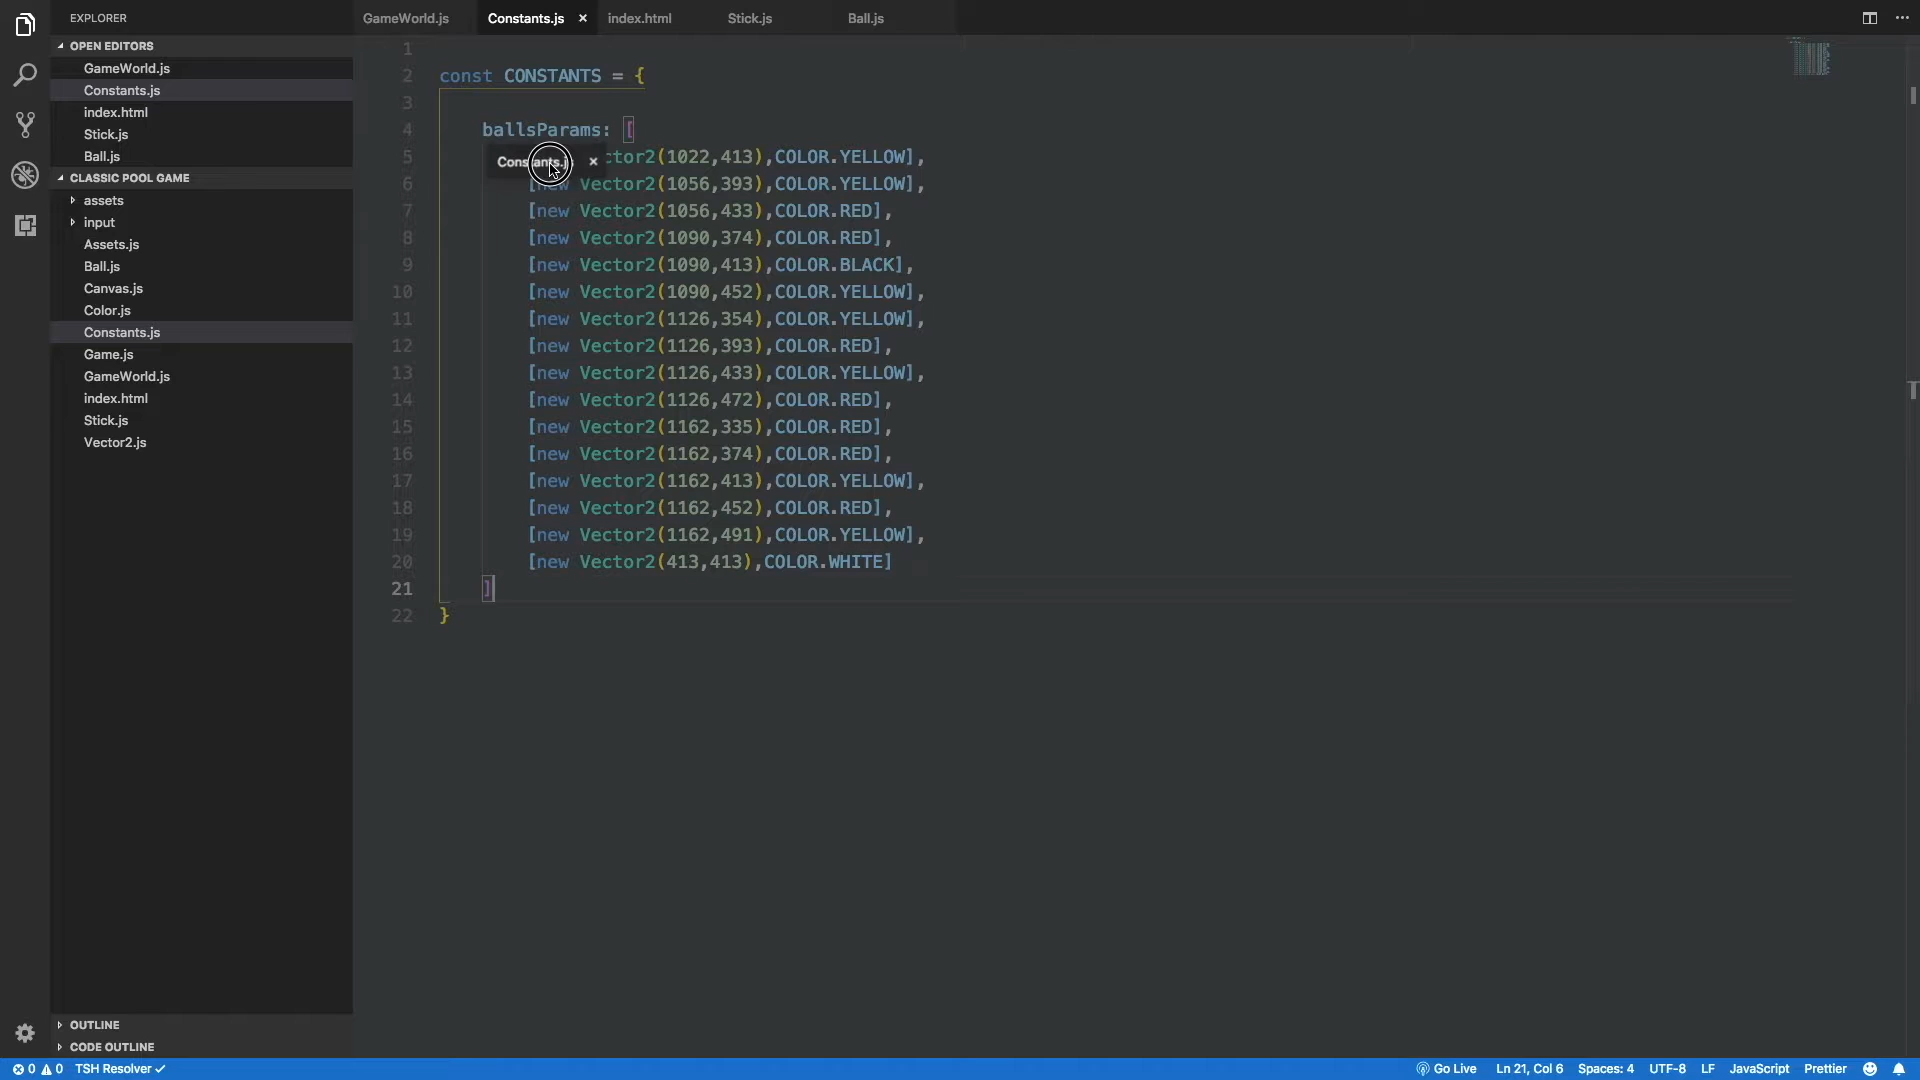 EXPLORER
OPEN EDITORS
GameWorld.js
Constants.js
index.html
Stick.js
Ball.js
CLASSIC POOL GAME
assets
input
Assets.js
Ball.js
Canvas.js
Color.js
Constants.js
Game.js
GameWorld.js
index.html
Stick.js
Vector2.js
OUTLINE
CODE OUTLINE
GameWorld.js Constants.js × index.html Stick.js Ball.js
1
2 const CONSTANTS = {
3
4 ballsParams: [
5 (1022,413),COLOR.YELLOW],
Constants.js ×
6 [new Vector2(1056,393),COLOR.YELLOW],
7 [new Vector2(1056,433),COLOR.RED],
8 [new Vector2(1090,374),COLOR.RED],
9 [new Vector2(1090,413),COLOR.BLACK],
10 [new Vector2(1090,452),COLOR.YELLOW],
11 [new Vector2(1126,354),COLOR.YELLOW],
12 [new Vector2(1126,393),COLOR.RED],
13 [new Vector2(1126,433),COLOR.YELLOW],
14 [new Vector2(1126,472),COLOR.RED],
15 [new Vector2(1162,335),COLOR.RED],
16 [new Vector2(1162,374),COLOR.RED],
17 [new Vector2(1162,413),COLOR.YELLOW],
18 [new Vector2(1162,452),COLOR.RED],
19 [new Vector2(1162,491),COLOR.YELLOW],
20 [new Vector2(413,413),COLOR.WHITE]
21 ]
22 }
0 0 TSH Resolver ✓ Go Live Ln 21, Col 6 Spaces: 4 UTF-8 LF JavaScript Prettier